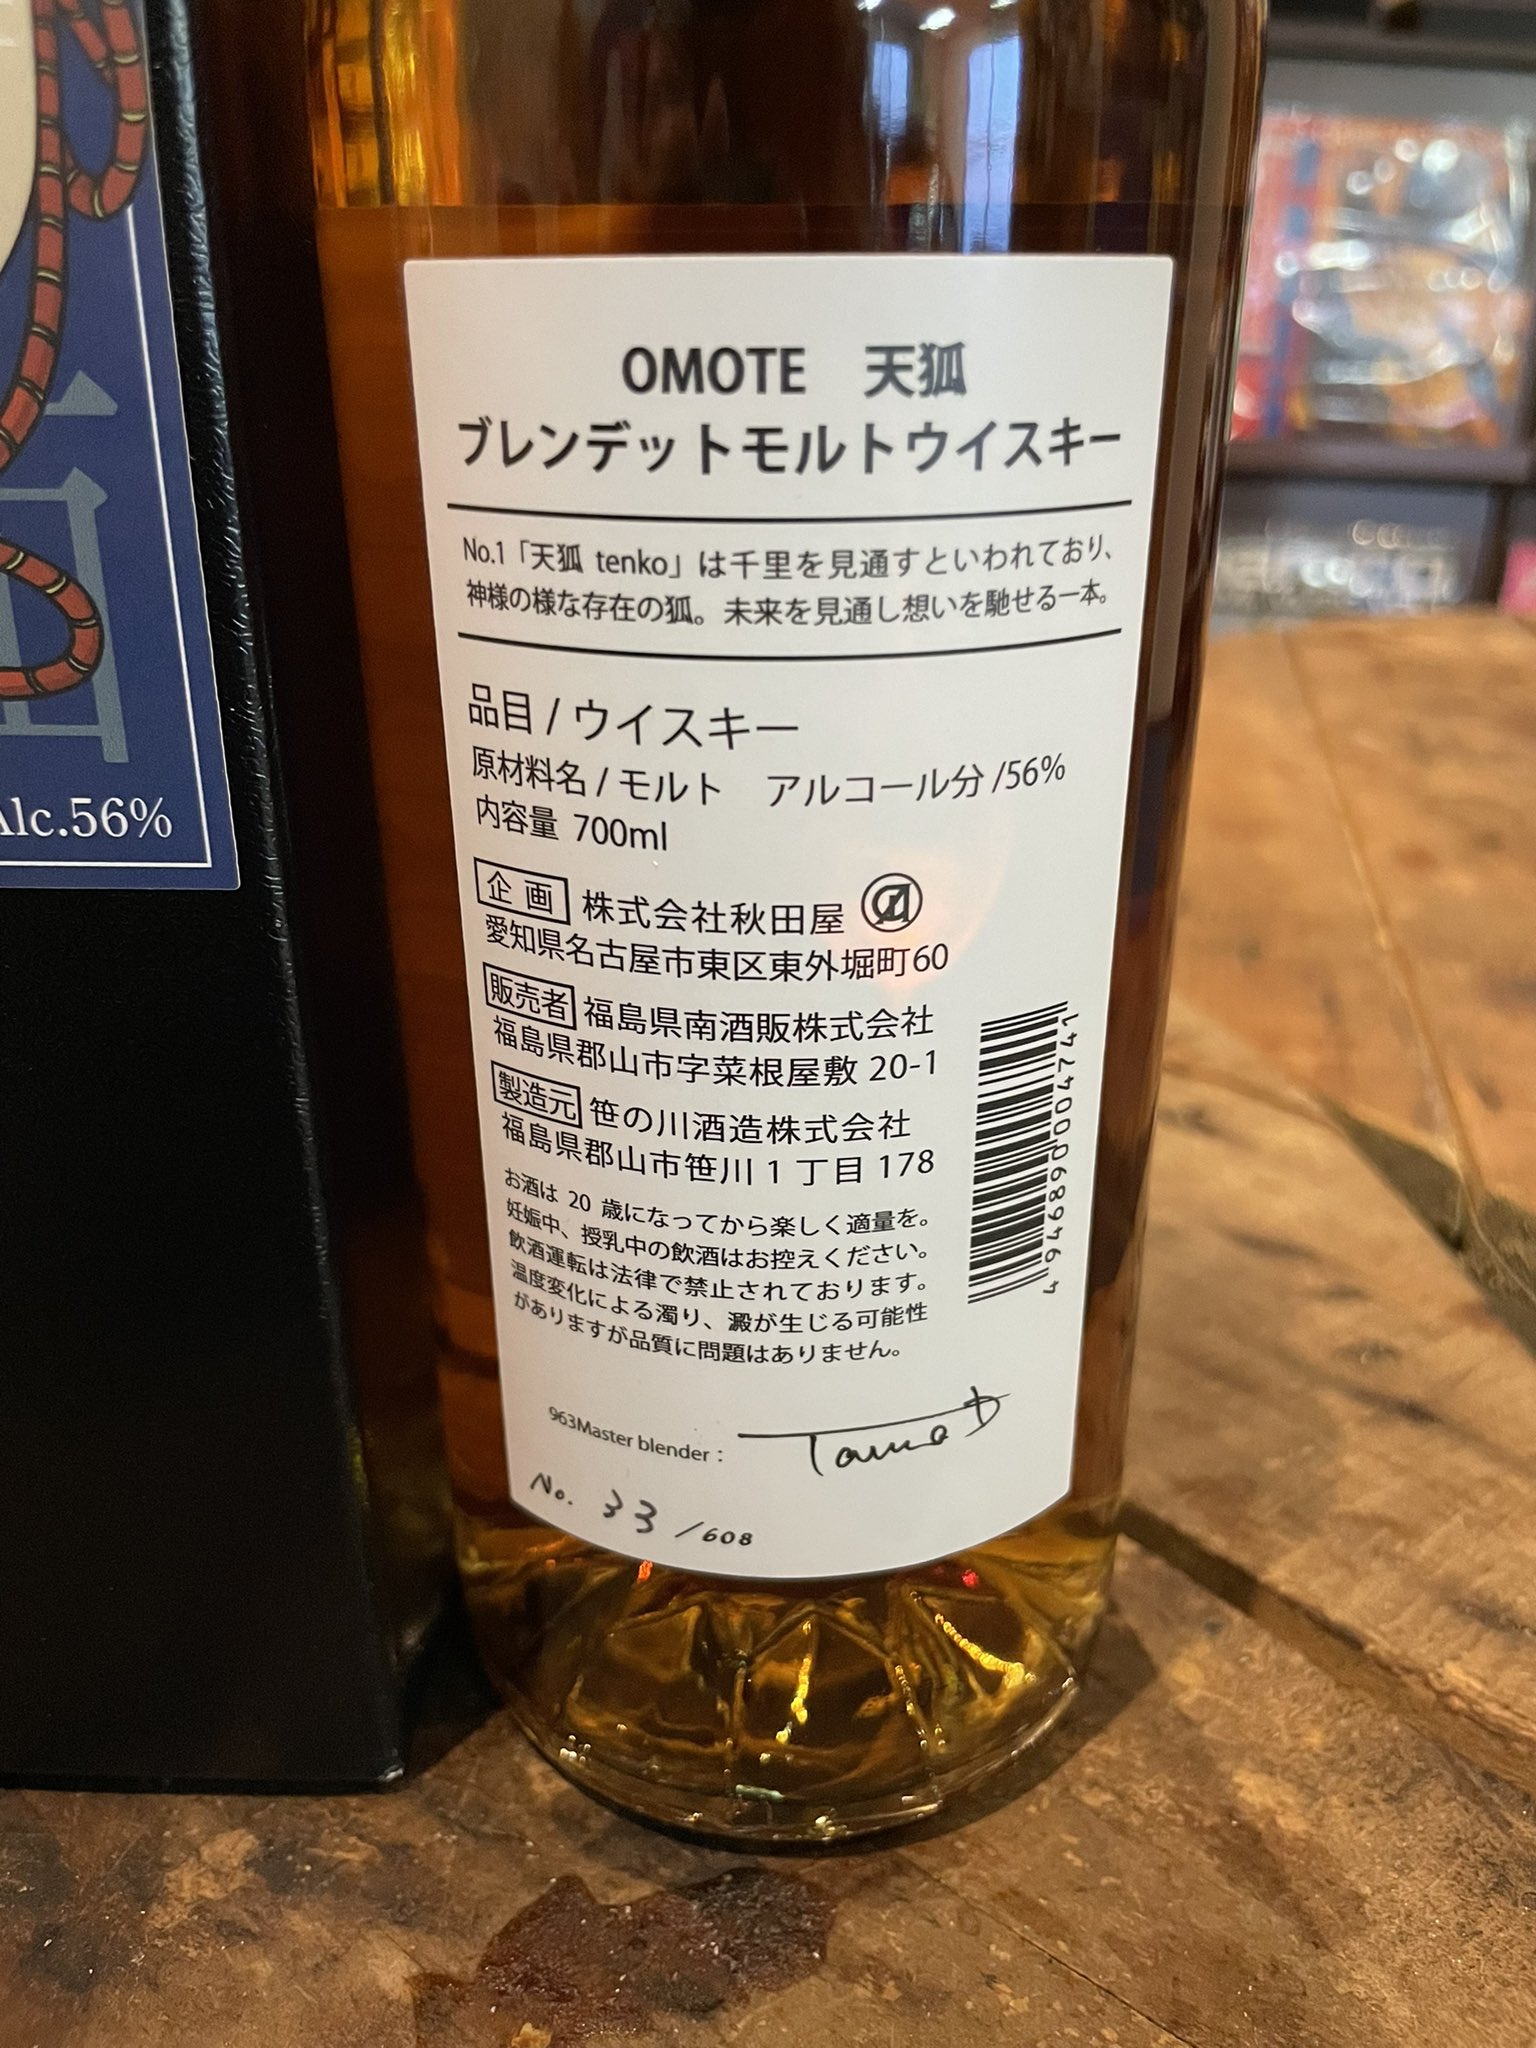 OMOTE　天狐
ブレンデットモルトウイスキー
No.1「天狐 tenko」は千里を見通すといわれており、
神様の様な存在の狐。未来を見通し想いを馳せる一本。
品目 / ウイスキー
原材料名 / モルト　アルコール分 /56%
内容量 700ml
企画 株式会社秋田屋
愛知県名古屋市東区東外堀町60
販売者 福島県南酒販株式会社
福島県郡山市字菜根屋敷 20-1
製造元 笹の川酒造株式会社
福島県郡山市笹川 1 丁目 178
お酒は 20 歳になってから楽しく適量を。
妊娠中、授乳中の飲酒はお控えください。
飲酒運転は法律で禁止されております。
温度変化による濁り、澱が生じる可能性
がありますが品質に問題はありません。
4 949890 004741
963Master blender :
No. 33 /608
Alc.56%